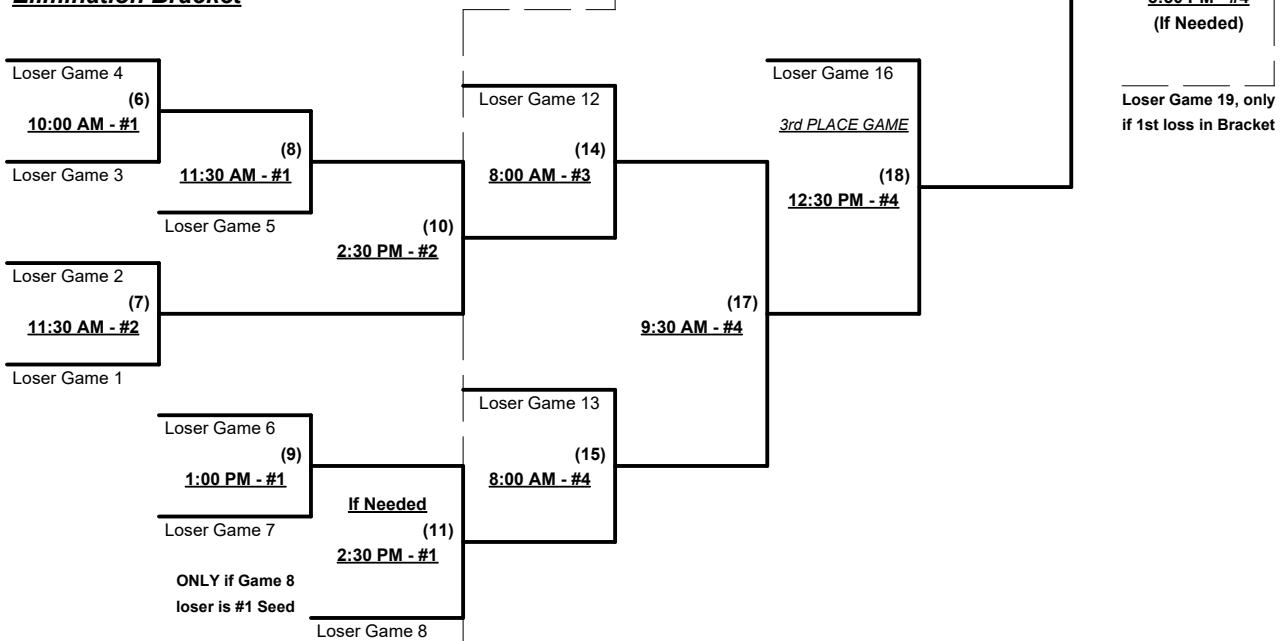 Elimination Bracket
(If Needed)
Loser Game 4
(6)
10:00 AM - #1
Loser Game 3
(8)
11:30 AM - #1
Loser Game 5
Loser Game 2
(7)
11:30 AM - #2
Loser Game 1
(10)
2:30 PM - #2
Loser Game 12
(14)
8:00 AM - #3
Loser Game 16
3rd PLACE GAME
(18)
12:30 PM - #4
Loser Game 19, only
if 1st loss in Bracket
(17)
9:30 AM - #4
Loser Game 13
(15)
8:00 AM - #4
Loser Game 6
(9)
1:00 PM - #1
Loser Game 7
If Needed
(11)
2:30 PM - #1
ONLY if Game 8
loser is #1 Seed
Loser Game 8